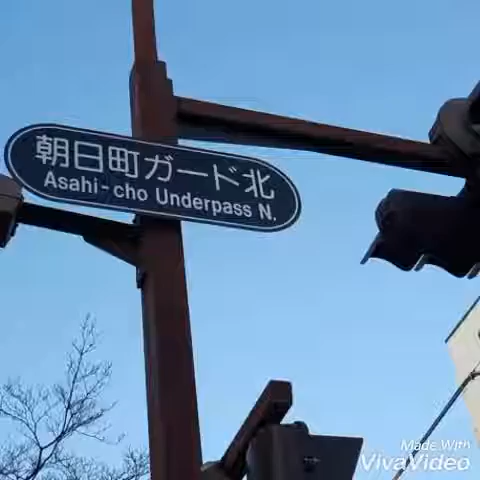 朝日町ガード北
Asahi-cho Underpass N.
Made With
VivaVideo